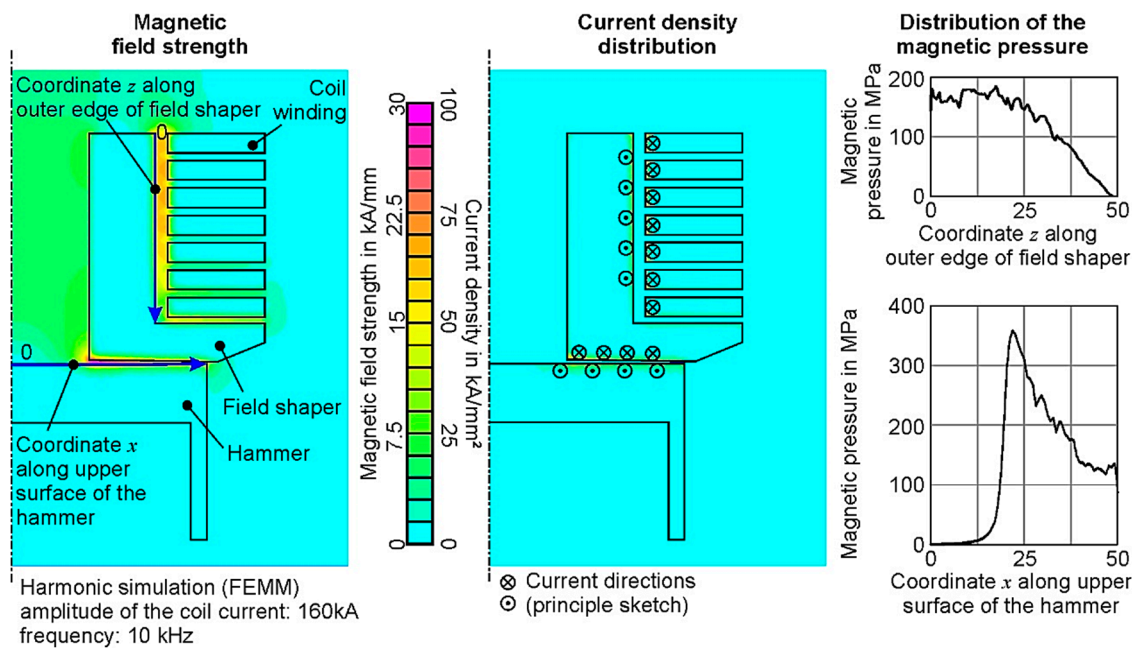 Magnetic
field strength
Coordinate z along
outer edge of field shaper
Coil
winding
0
0
Field shaper
Hammer
Coordinate x
along upper
surface of the
hammer
Harmonic simulation (FEMM)
amplitude of the coil current: 160kA
frequency: 10 kHz
Magnetic field strength in kA/mm
30
22.5
15
7.5
0
Current density in kA/mm²
100
75
50
25
0
Current density
distribution
⊗ Current directions
⊙ (principle sketch)
Distribution of the
magnetic pressure
Magnetic
pressure in MPa
200
100
0
0 25 50
Coordinate z along
outer edge of field shaper
Magnetic pressure in MPa
400
300
200
100
0
0 25 50
Coordinate x along upper
surface of the hammer